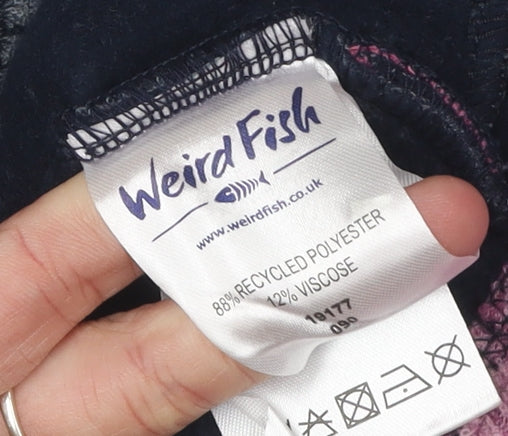 Weird Fish
www.weirdfish.co.uk
88% RECYCLED POLYESTER
12% VISCOSE
19177
090